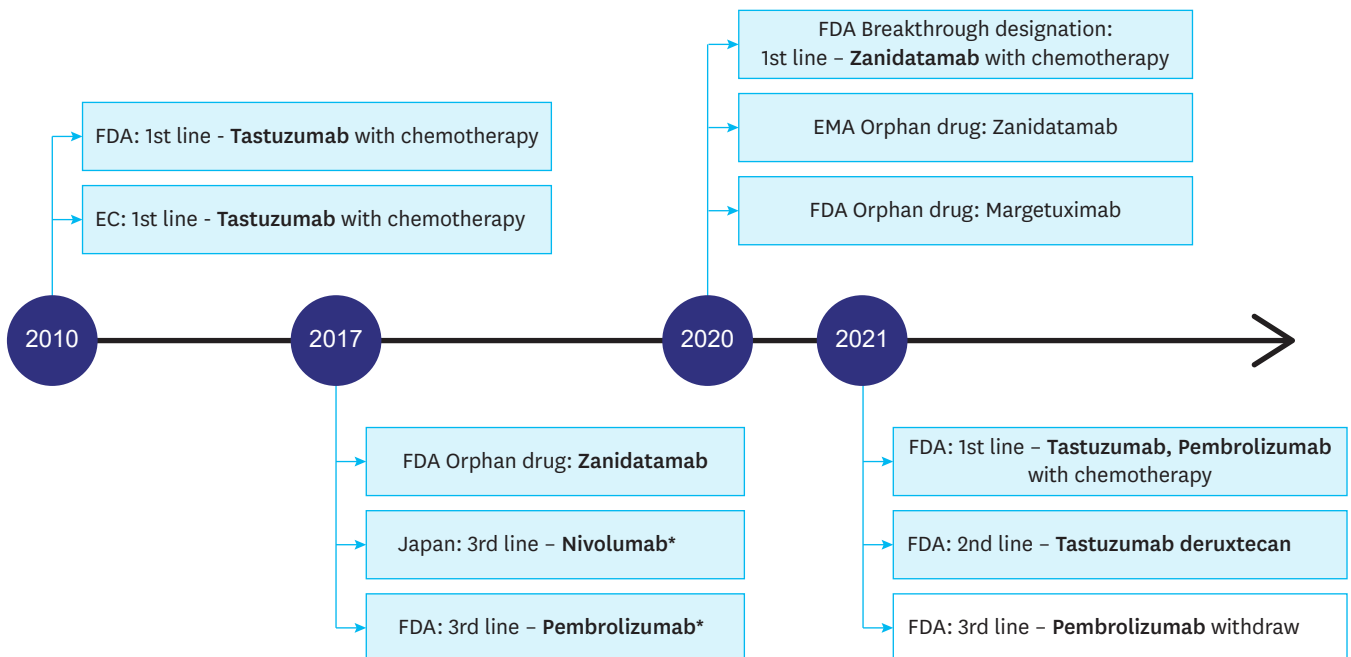 FDA Breakthrough designation:
1st line – Zanidatamab with chemotherapy
FDA: 1st line - Tastuzumab with chemotherapy
EMA Orphan drug: Zanidatamab
EC: 1st line - Tastuzumab with chemotherapy
FDA Orphan drug: Margetuximab
2010
2017
2020
2021
FDA Orphan drug: Zanidatamab
FDA: 1st line – Tastuzumab, Pembrolizumab
with chemotherapy
Japan: 3rd line – Nivolumab*
FDA: 2nd line – Tastuzumab deruxtecan
FDA: 3rd line – Pembrolizumab*
FDA: 3rd line – Pembrolizumab withdraw